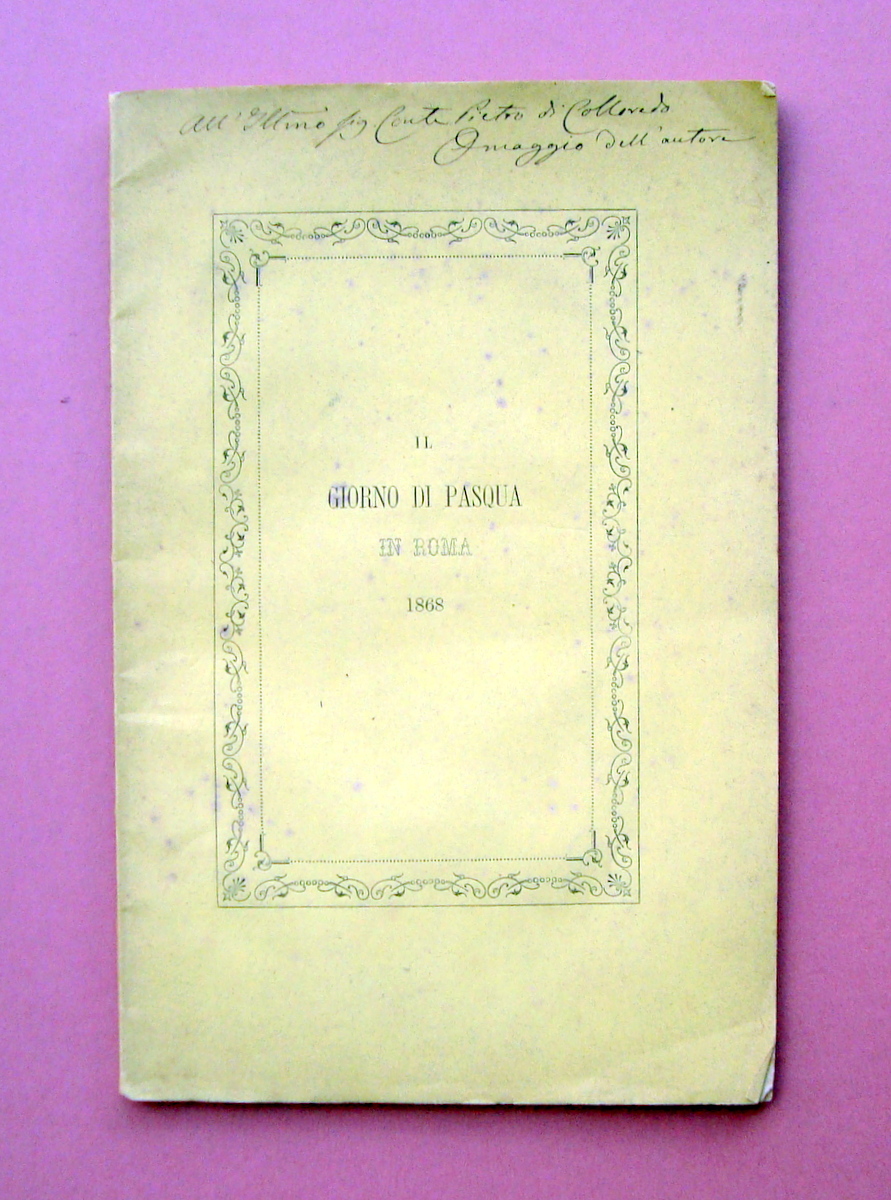 All'Illmo Sig Conte Pietro di Colloredo
Omaggio dell'autore
IL
GIORNO DI PASQUA
IN ROMA
1868